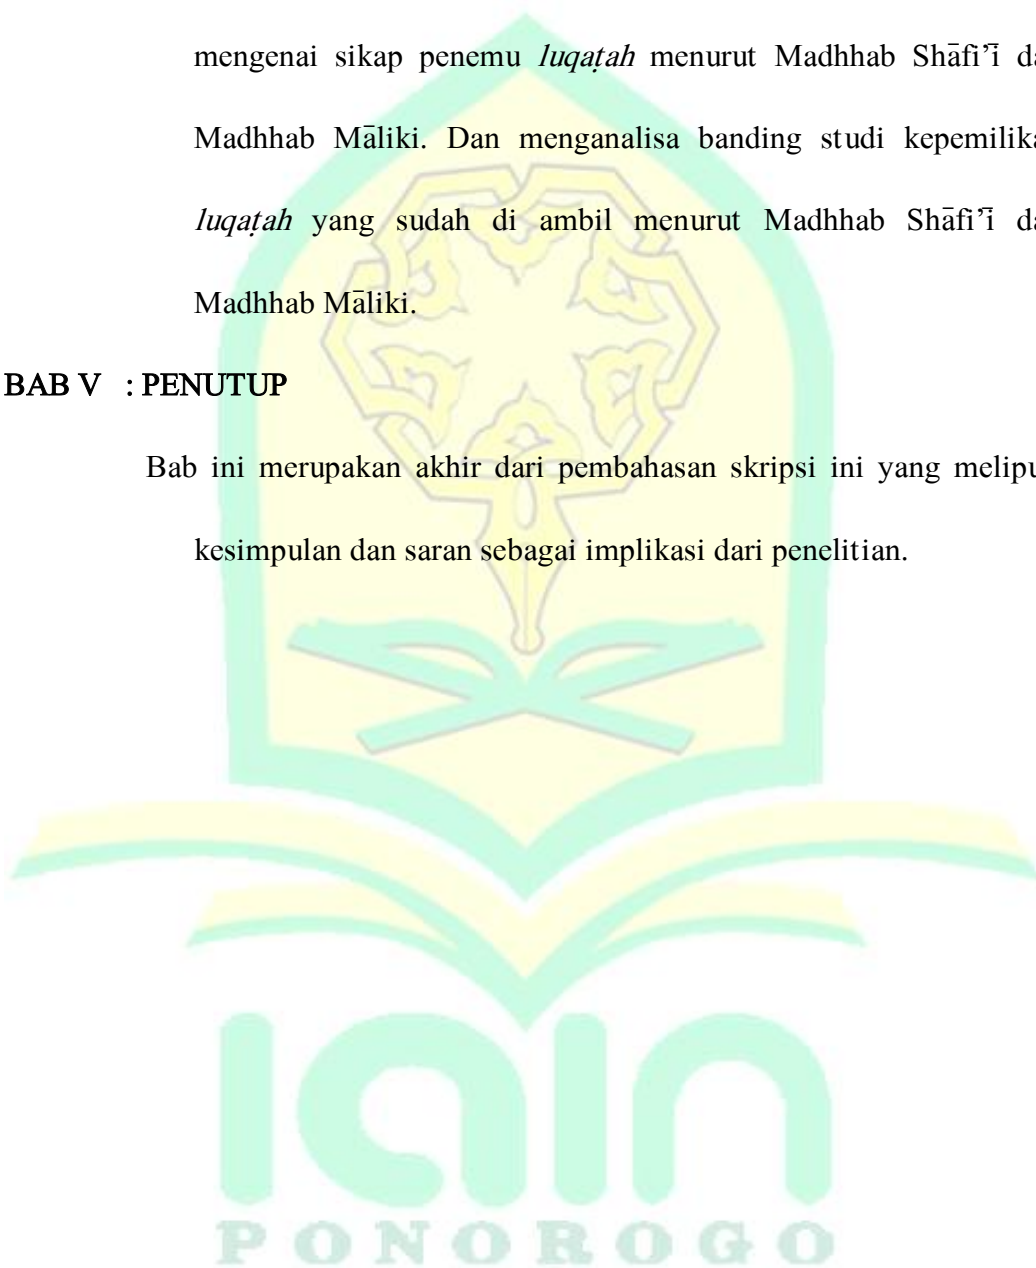 mengenai sikap penemu luqaṭah menurut Madhhab Shāfi’ī da
Madhhab Māliki. Dan menganalisa banding studi kepemilika
luqaṭah yang sudah di ambil menurut Madhhab Shāfi’ī da
Madhhab Māliki.
BAB V : PENUTUP
Bab ini merupakan akhir dari pembahasan skripsi ini yang melipu
kesimpulan dan saran sebagai implikasi dari penelitian.
iain
PONOROGO